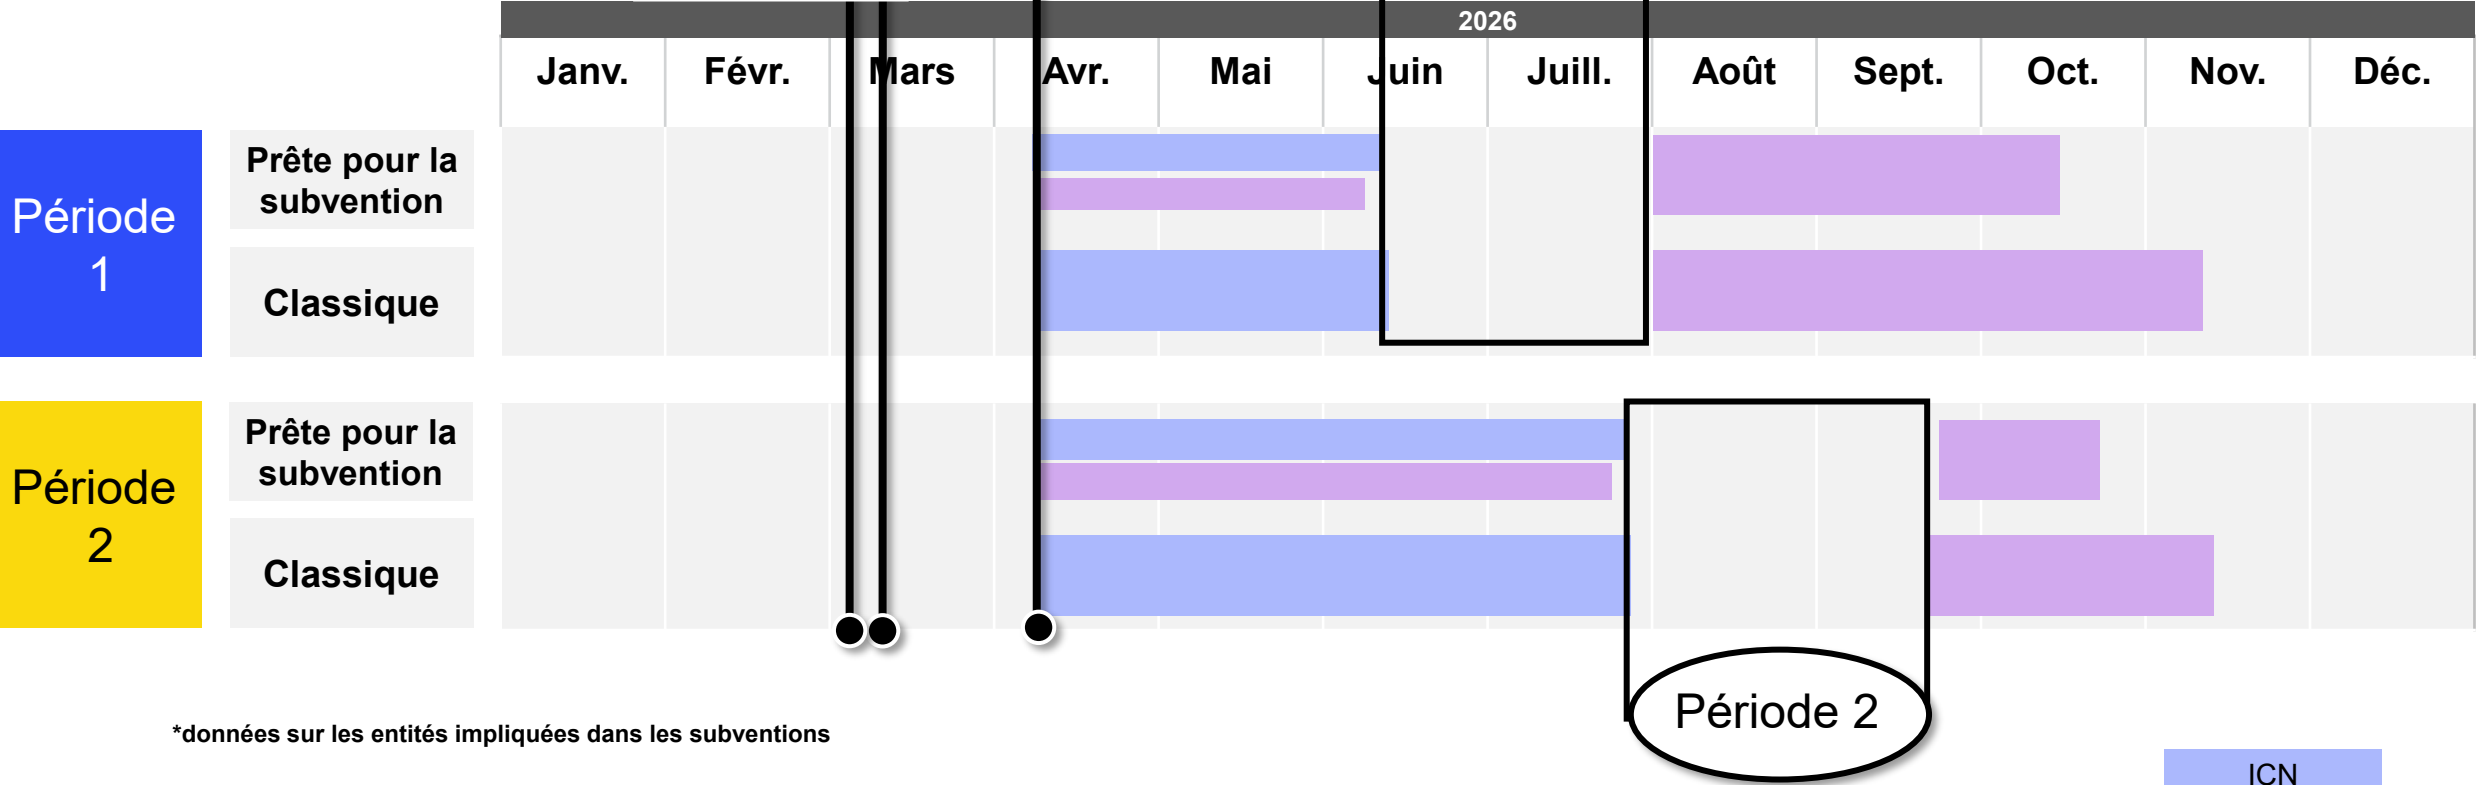 2026
Janv. Févr. Mars Avr. Mai Juin Juill. Août Sept. Oct. Nov. Déc.
Période
1
Prête pour la
subvention
Classique
Période
2
Prête pour la
subvention
Classique
Période 2
*données sur les entités impliquées dans les subventions
ICN